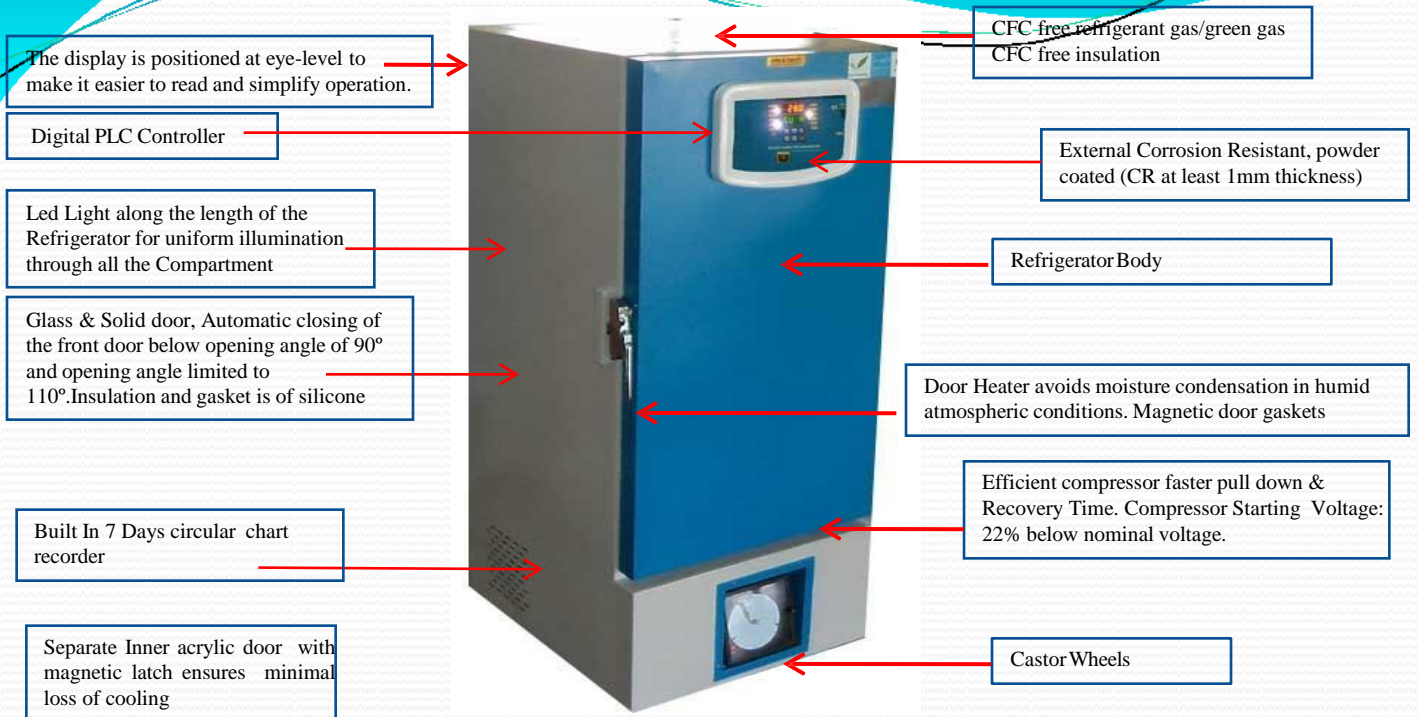 The display is positioned at eye-level to
make it easier to read and simplify operation.
Digital PLC Controller
Led Light along the length of the
Refrigerator for uniform illumination
through all the Compartment
Glass & Solid door, Automatic closing of
the front door below opening angle of 90º
and opening angle limited to
110º.Insulation and gasket is of silicone
Built In 7 Days circular chart
recorder
Separate Inner acrylic door with
magnetic latch ensures minimal
loss of cooling
CFC free refrigerant gas/green gas
CFC free insulation
External Corrosion Resistant, powder
coated (CR at least 1mm thickness)
Refrigerator Body
Door Heater avoids moisture condensation in humid
atmospheric conditions. Magnetic door gaskets
Efficient compressor faster pull down &
Recovery Time. Compressor Starting Voltage:
22% below nominal voltage.
Castor Wheels